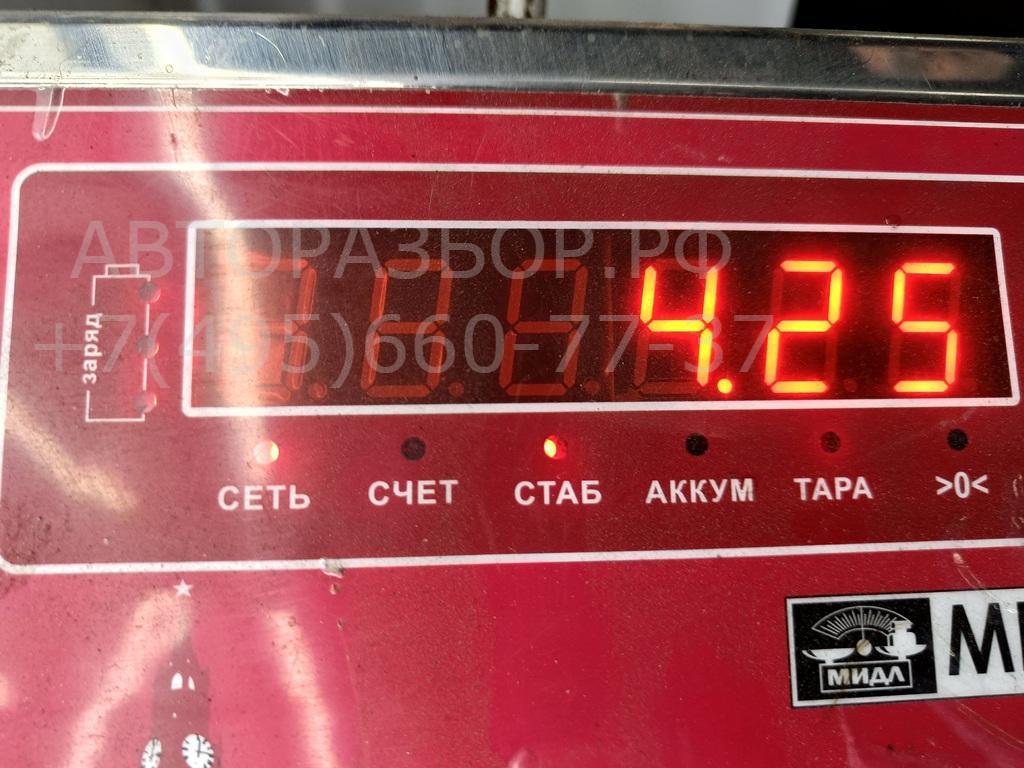 АВТОРАЗБОР.РФ
+7(495)660-77-37
4.25
заряд
СЕТЬ СЧЕТ СТАБ АККУМ ТАРА >0<
МИДЛ